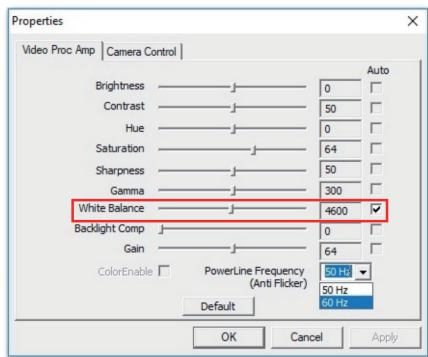 Properties
Video Proc Amp Camera Control
Auto
Brightness 0
Contrast 50
Hue 0
Saturation 64
Sharpness 50
Gamma 300
White Balance 4600
Backlight Comp 0
Gain 64
ColorEnable PowerLine Frequency 50 Hz
(Anti Flicker) 50 Hz
60 Hz
Default
OK Cancel Apply